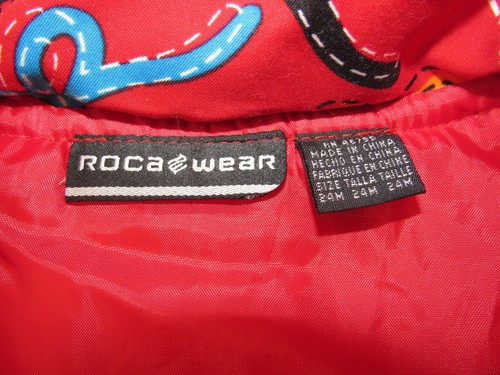 ROCAWEAR
MADE IN CHINA
HECHO EN CHINA
FABRIQUE EN CHINE
SIZE TALLA TAILLE
24M 24M 24M